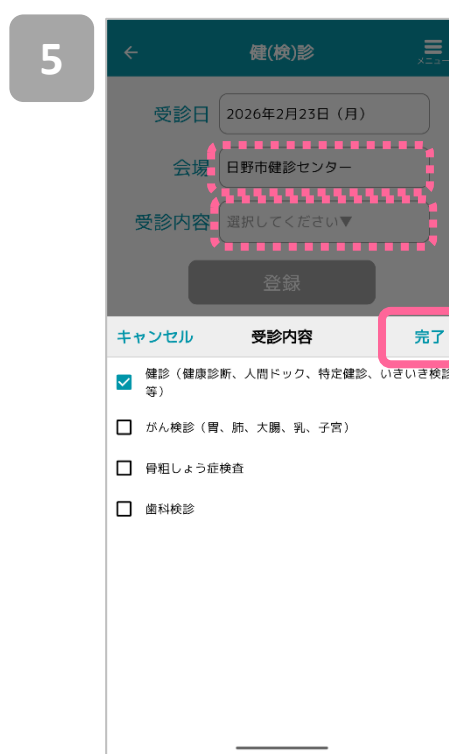 5
← 健(検)診
メニュー
受診日 2026年2月23日（月）
会場 日野市健診センター
受診内容 選択してください▼
登録
キャンセル 受診内容 完了
健診（健康診断、人間ドック、特定健診、いきいき検診
等）
がん検診（胃、肺、大腸、乳、子宮）
骨粗しょう症検査
歯科検診